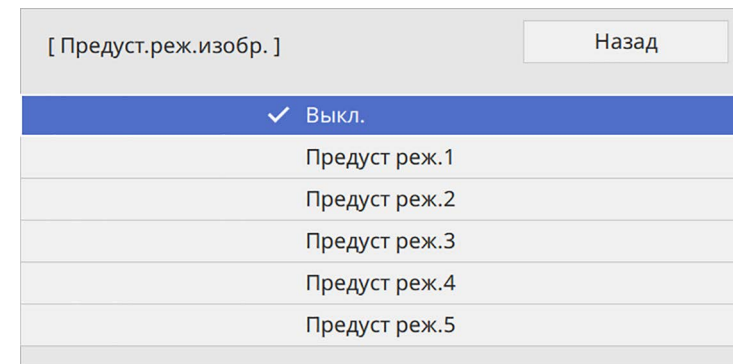 [ Предуст.реж.изобр. ]
Назад
Выкл.
Предуст реж.1
Предуст реж.2
Предуст реж.3
Предуст реж.4
Предуст реж.5